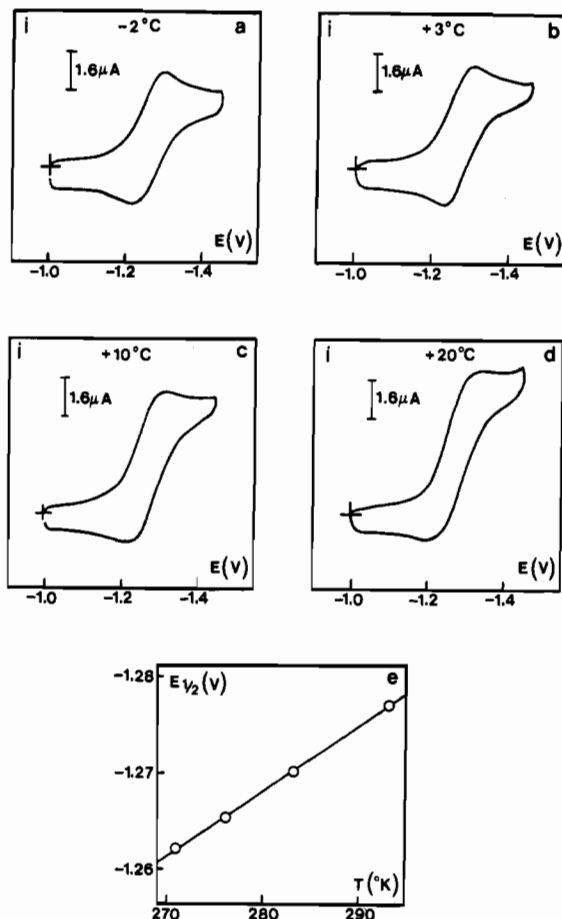 i -2°C a
1.6μA
E(V)
-1.0 -1.2 -1.4
i +3°C b
1.6μA
E(V)
-1.0 -1.2 -1.4
i +10°C c
1.6μA
E(V)
-1.0 -1.2 -1.4
i +20°C d
1.6μA
E(V)
-1.0 -1.2 -1.4
-1.28 E½(V) e
-1.27
-1.26
T(°K)
270 280 290